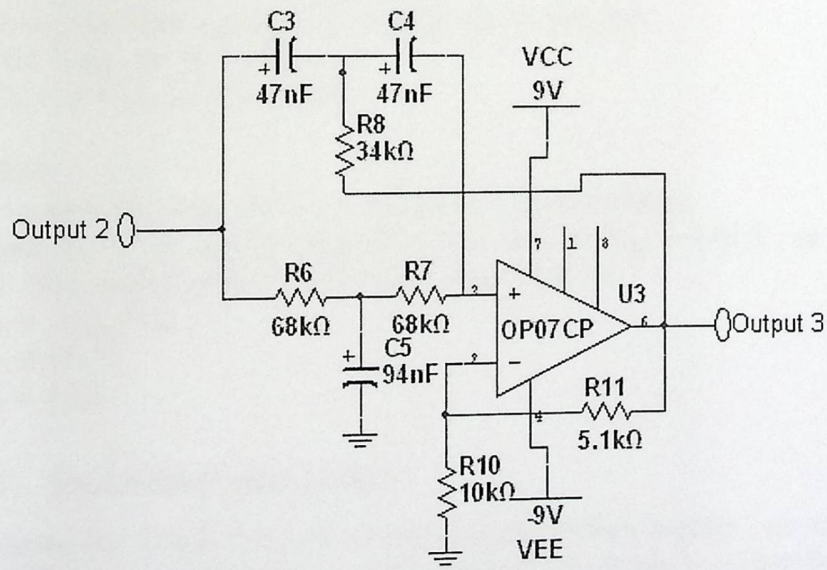 C3
C4
47nF
47nF
VCC
9V
R8
34kΩ
Output 2
7
1
8
R6
R7
3
+
U3
68kΩ
68kΩ
OP07CP
6
Output 3
+
C5
94nF
2
−
R11
5.1kΩ
4
R10
10kΩ
-9V
VEE